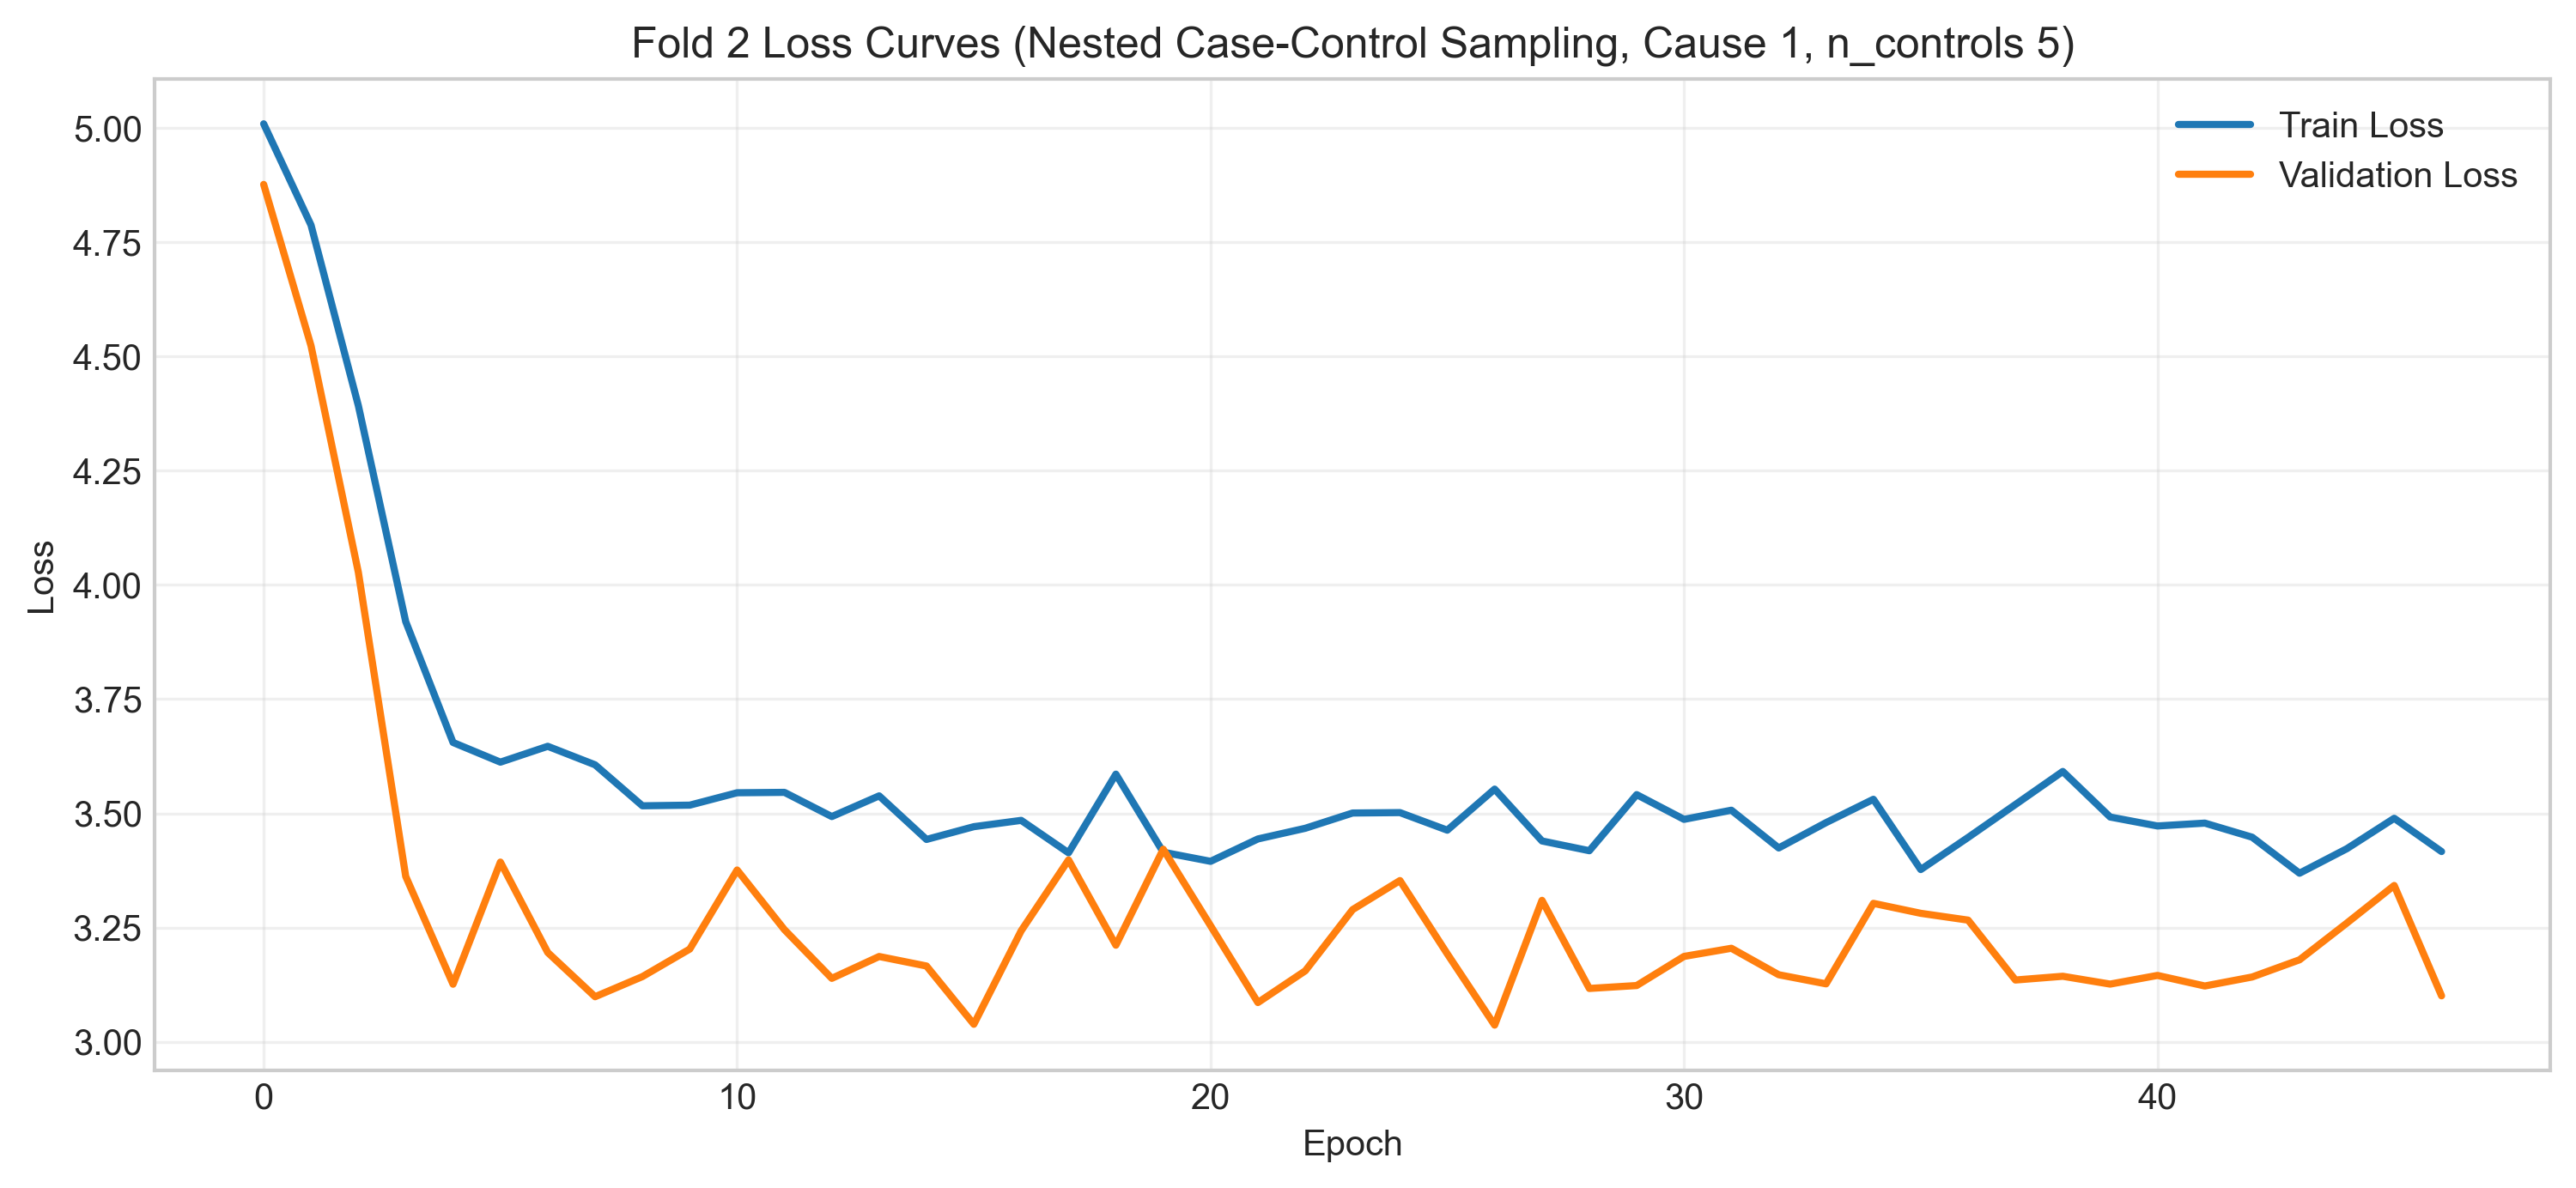 Fold 2 Loss Curves (Nested Case-Control Sampling, Cause 1, n_controls 5)
Train Loss
Validation Loss
Loss
5.00
4.75
4.50
4.25
4.00
3.75
3.50
3.25
3.00
0 10 20 30 40
Epoch